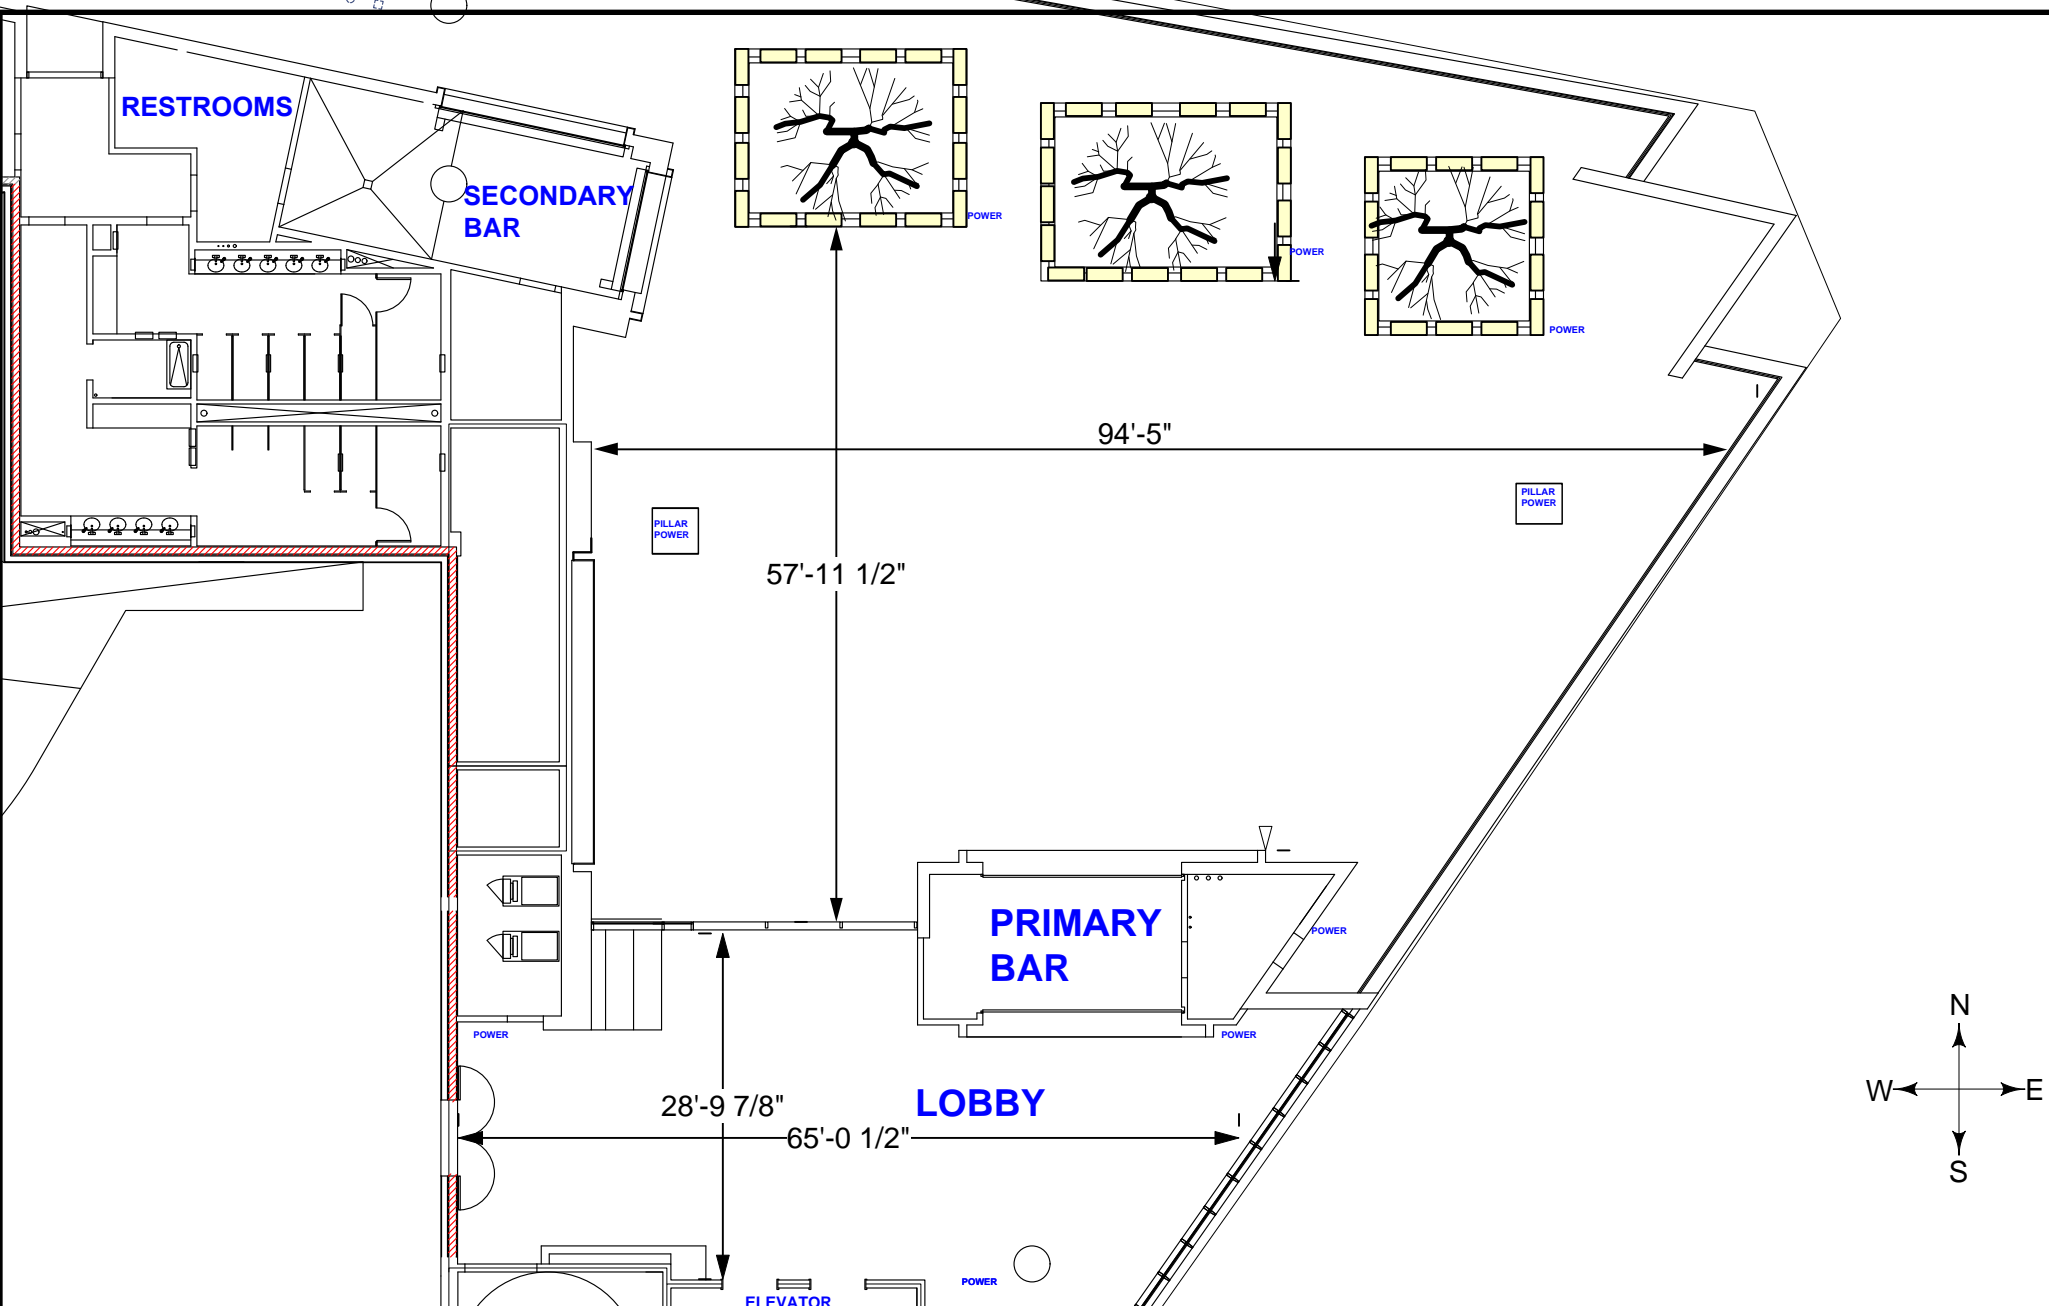 RESTROOMS
SECONDARY
BAR
POWER
POWER
POWER
94'-5"
PILLAR
POWER
PILLAR
POWER
57'-11 1/2"
PRIMARY
BAR
POWER
POWER
POWER
LOBBY
28'-9 7/8"
65'-0 1/2"
N
W
E
S
POWER
ELEVATOR